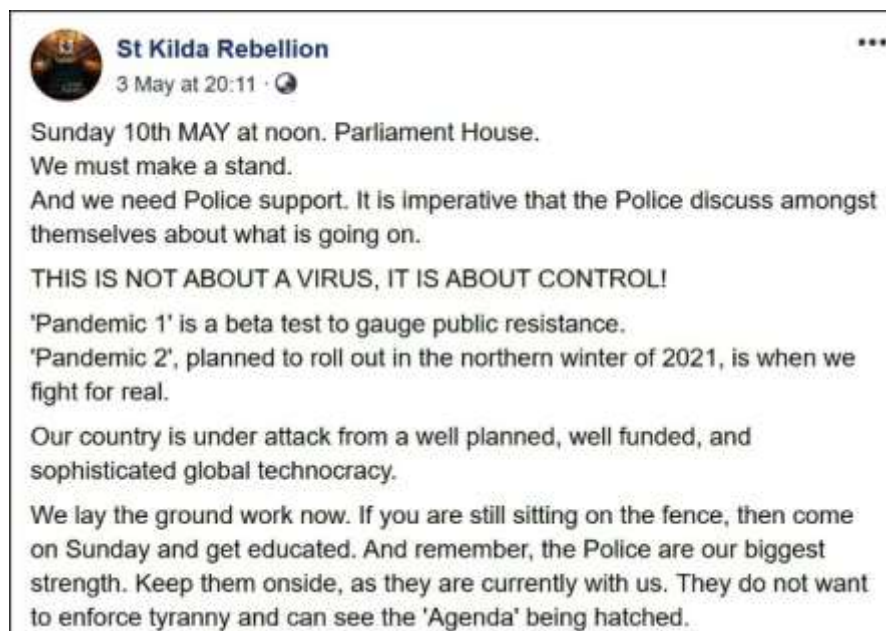 St Kilda Rebellion
3 May at 20:11 ·
Sunday 10th MAY at noon. Parliament House.
We must make a stand.
And we need Police support. It is imperative that the Police discuss amongst
themselves about what is going on.
THIS IS NOT ABOUT A VIRUS, IT IS ABOUT CONTROL!
'Pandemic 1' is a beta test to gauge public resistance.
'Pandemic 2', planned to roll out in the northern winter of 2021, is when we
fight for real.
Our country is under attack from a well planned, well funded, and
sophisticated global technocracy.
We lay the ground work now. If you are still sitting on the fence, then come
on Sunday and get educated. And remember, the Police are our biggest
strength. Keep them onside, as they are currently with us. They do not want
to enforce tyranny and can see the 'Agenda' being hatched.